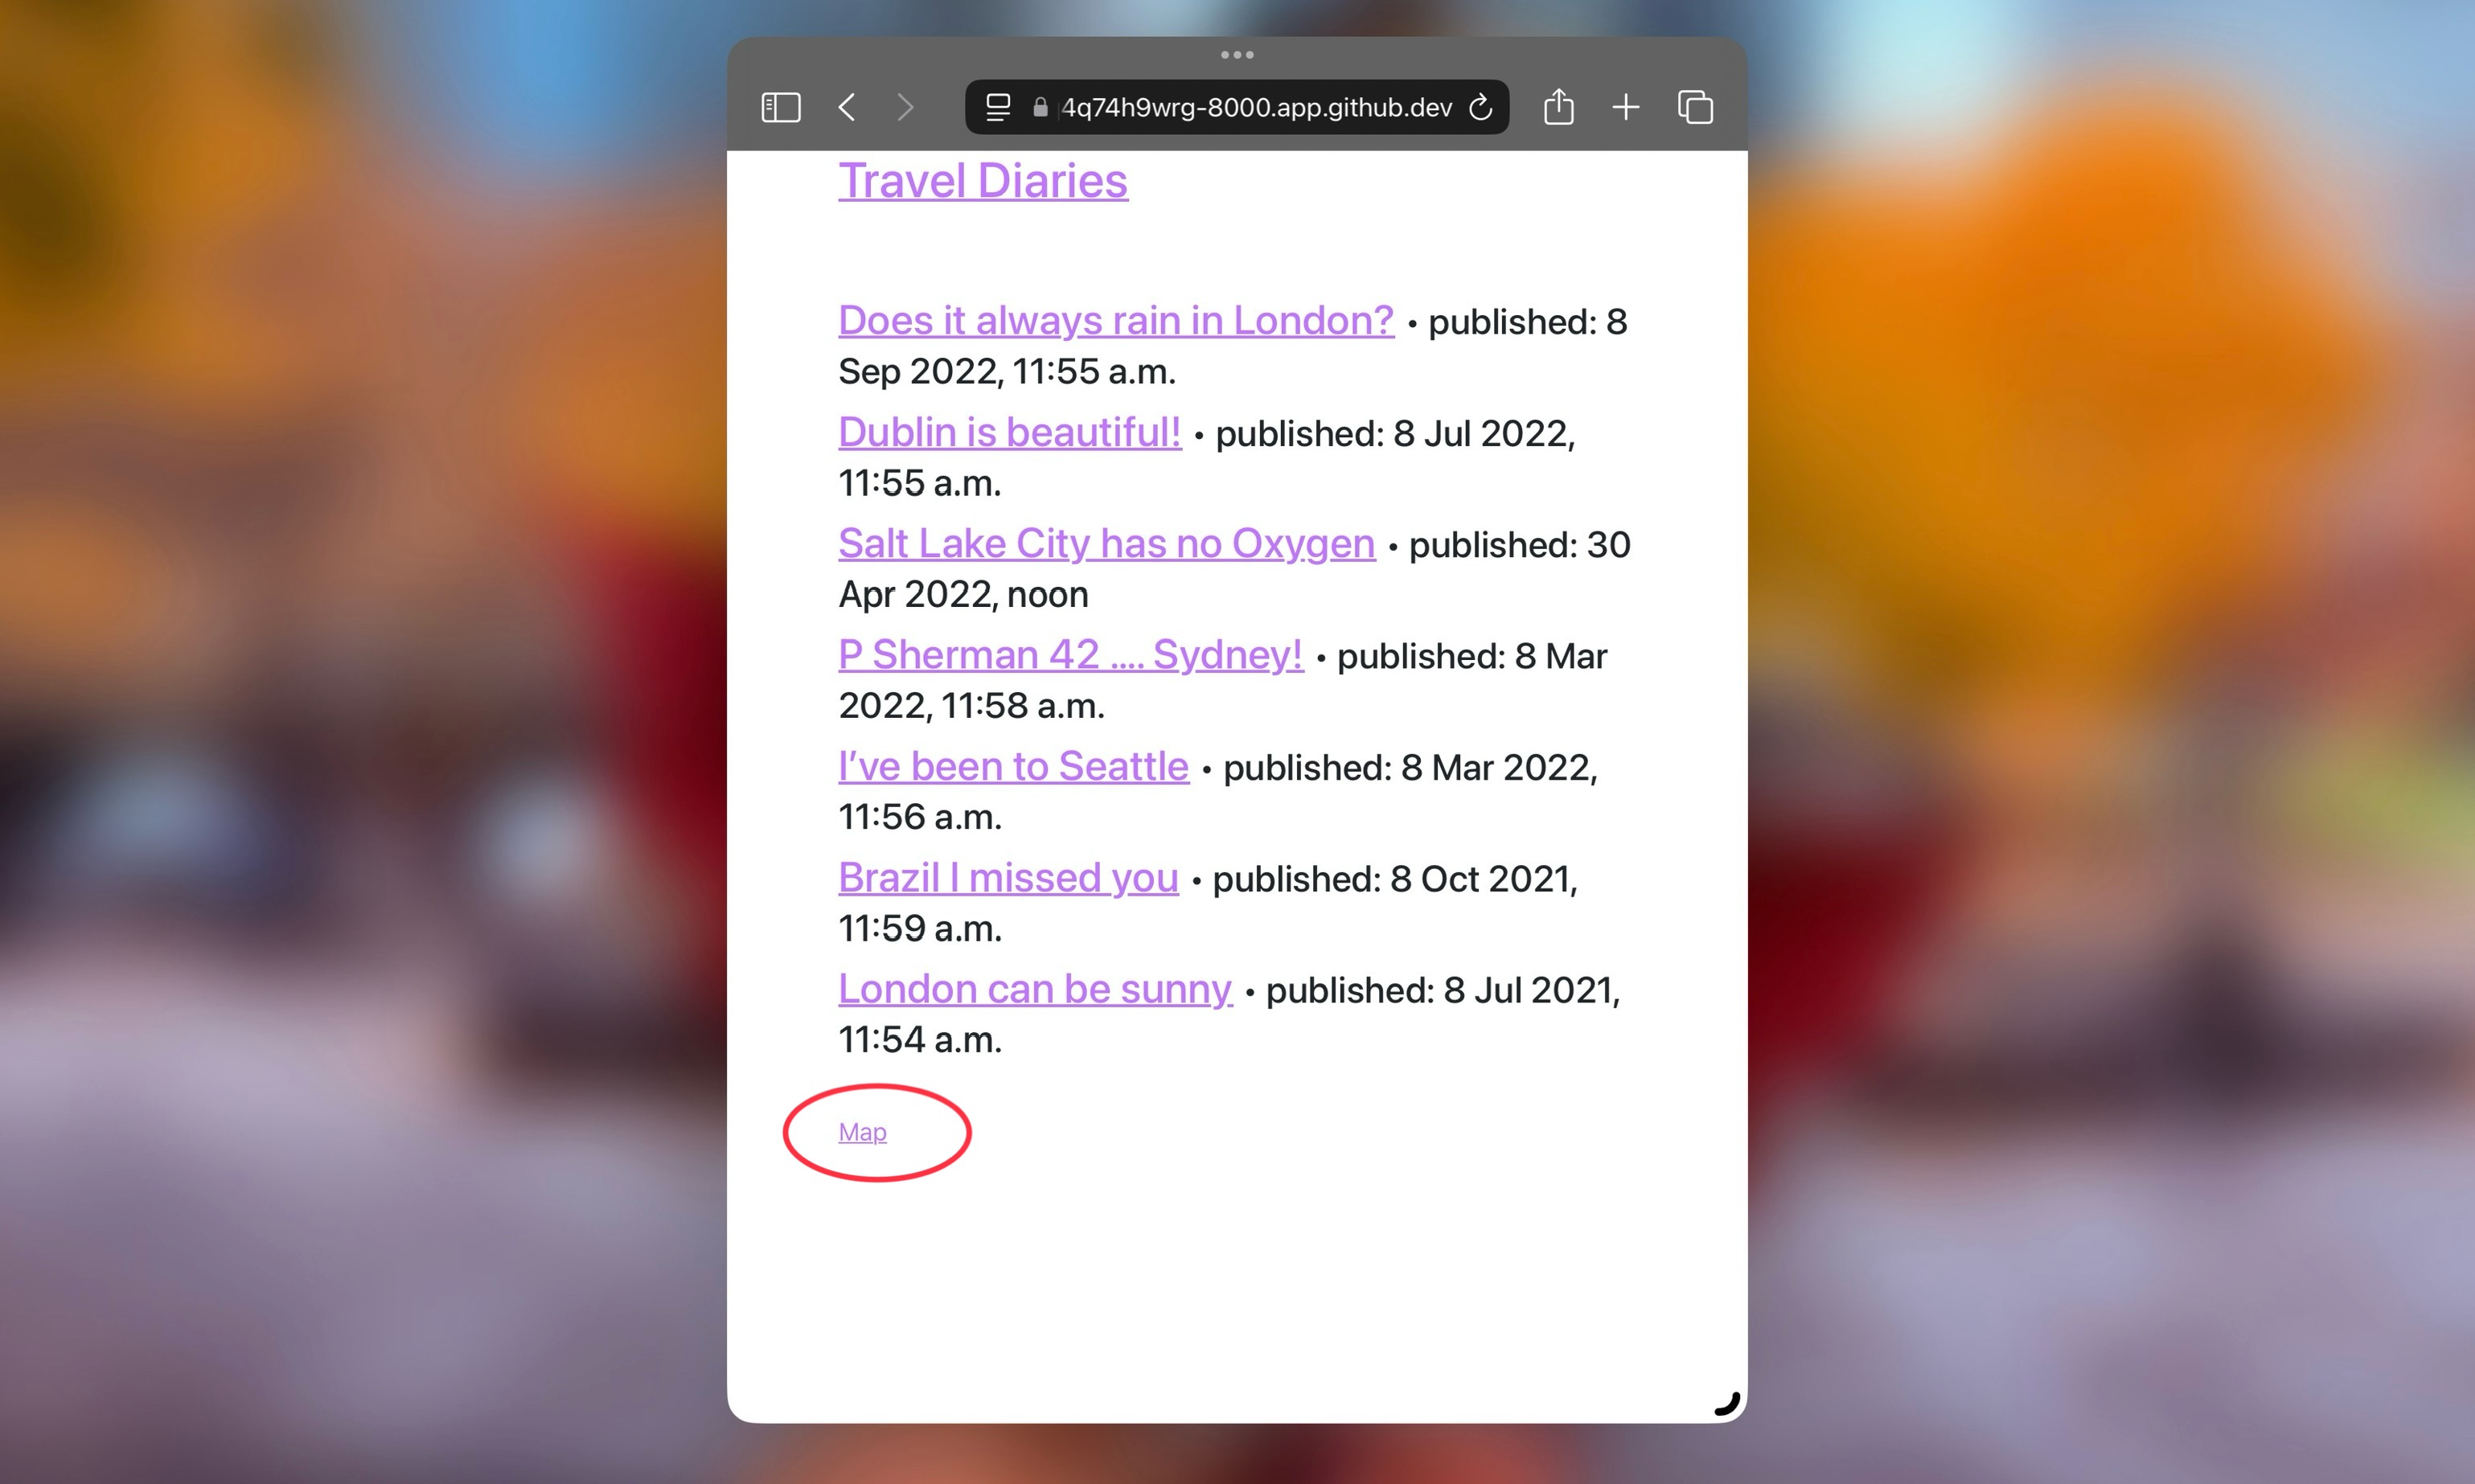 4q74h9wrg-8000.app.github.dev
Travel Diaries
Does it always rain in London? • published: 8
Sep 2022, 11:55 a.m.
Dublin is beautiful! • published: 8 Jul 2022,
11:55 a.m.
Salt Lake City has no Oxygen • published: 30
Apr 2022, noon
P Sherman 42 .... Sydney! • published: 8 Mar
2022, 11:58 a.m.
I’ve been to Seattle • published: 8 Mar 2022,
11:56 a.m.
Brazil I missed you • published: 8 Oct 2021,
11:59 a.m.
London can be sunny • published: 8 Jul 2021,
11:54 a.m.
Map